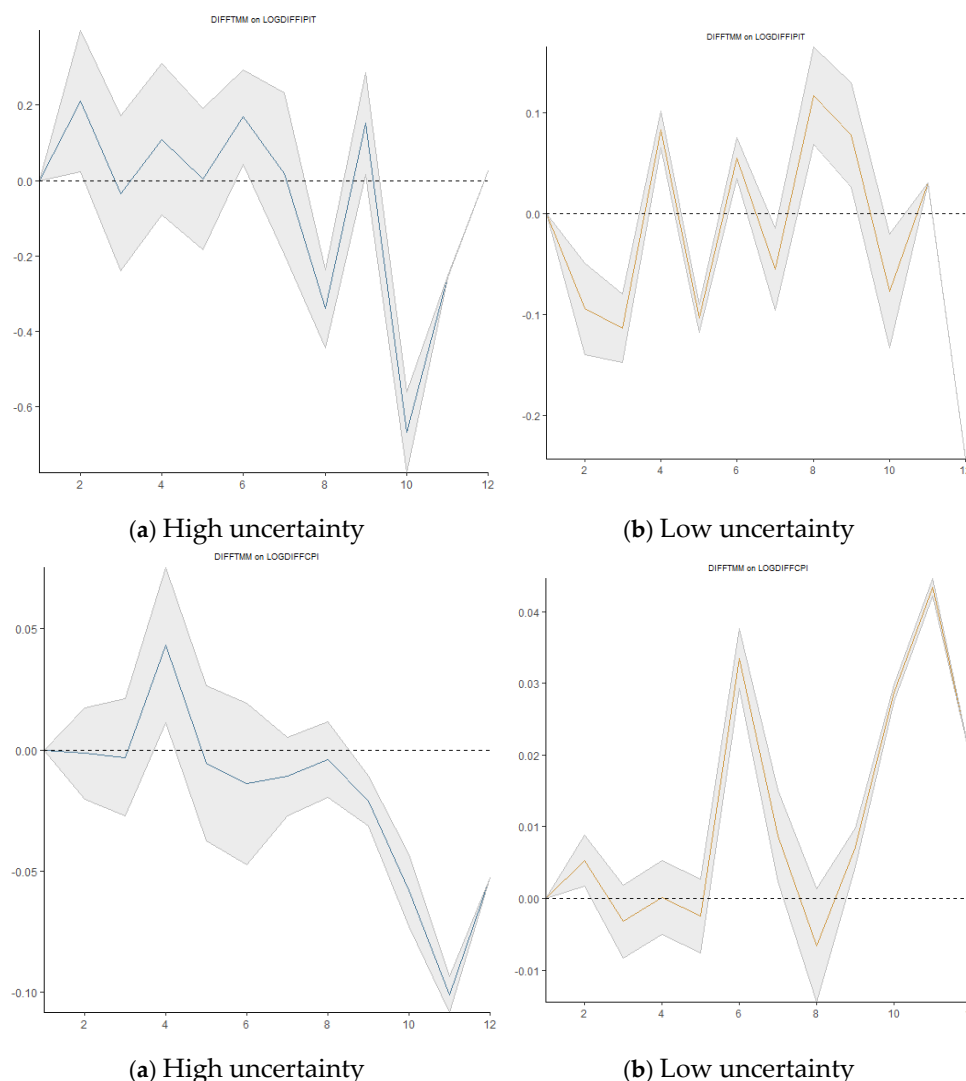 DIFFTMM on LOGDIFFIPIT
0.2
0.0
-0.2
-0.4
-0.6
2 4 6 8 10 12
(a) High uncertainty
DIFFTMM on LOGDIFFIPIT
0.1
0.0
-0.1
-0.2
2 4 6 8 10 12
(b) Low uncertainty
DIFFTMM on LOGDIFFCPI
0.05
0.00
-0.05
-0.10
2 4 6 8 10 12
(a) High uncertainty
DIFFTMM on LOGDIFFCPI
0.04
0.03
0.02
0.01
0.00
-0.01
2 4 6 8 10
(b) Low uncertainty